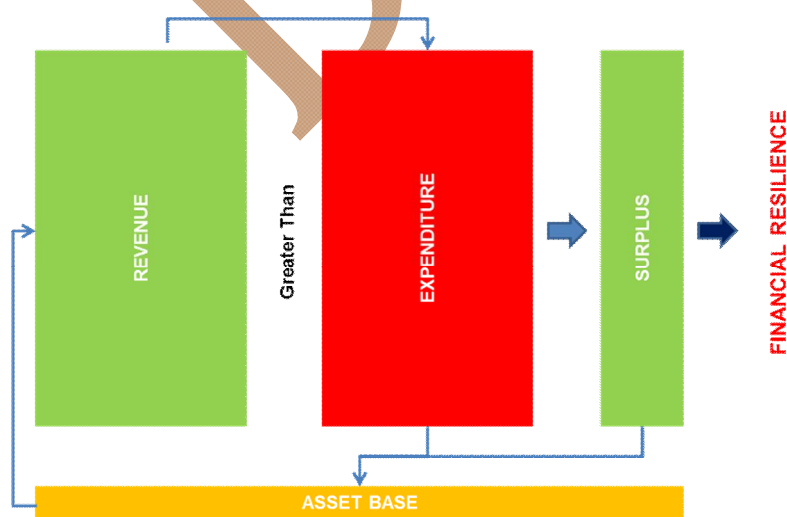 REVENUE
Greater Than
EXPENDITURE
SURPLUS
FINANCIAL RESILIENCE
ASSET BASE